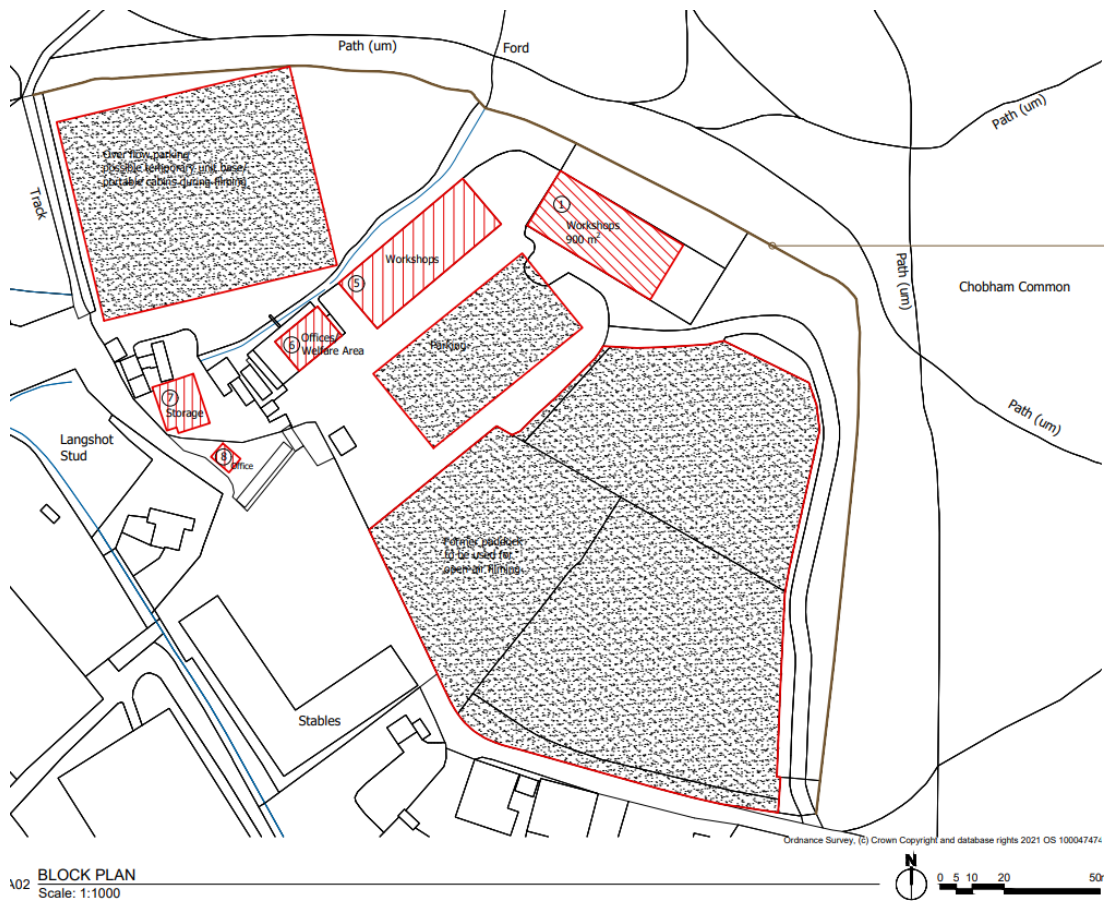 Path (um)
Ford
Path (um)
Over flow parking
possible temporary unit base/
portable cabins during filming
Track
1
Workshops
900 m²
Workshops
5
Path (um)
Chobham Common
6
Offices/
Welfare Area
Parking
7
Storage
Path (um)
Langshot
Stud
8
Office
Former paddock
to be used for
open-air filming
Stables
Ordnance Survey, (c) Crown Copyright and database rights 2021 OS 100047474
N
A02
BLOCK PLAN
Scale: 1:1000
0 5 10 20 50m